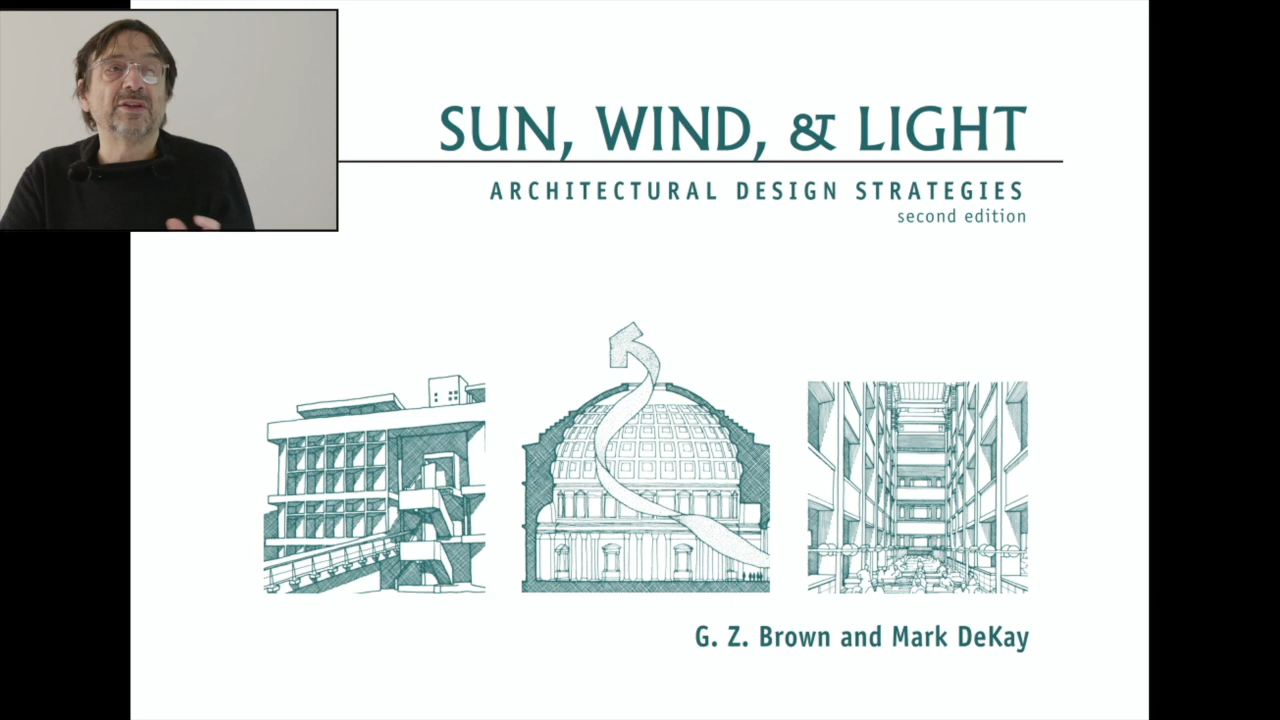 SUN, WIND, & LIGHT
ARCHITECTURAL DESIGN STRATEGIES
second edition
G. Z. Brown and Mark DeKay